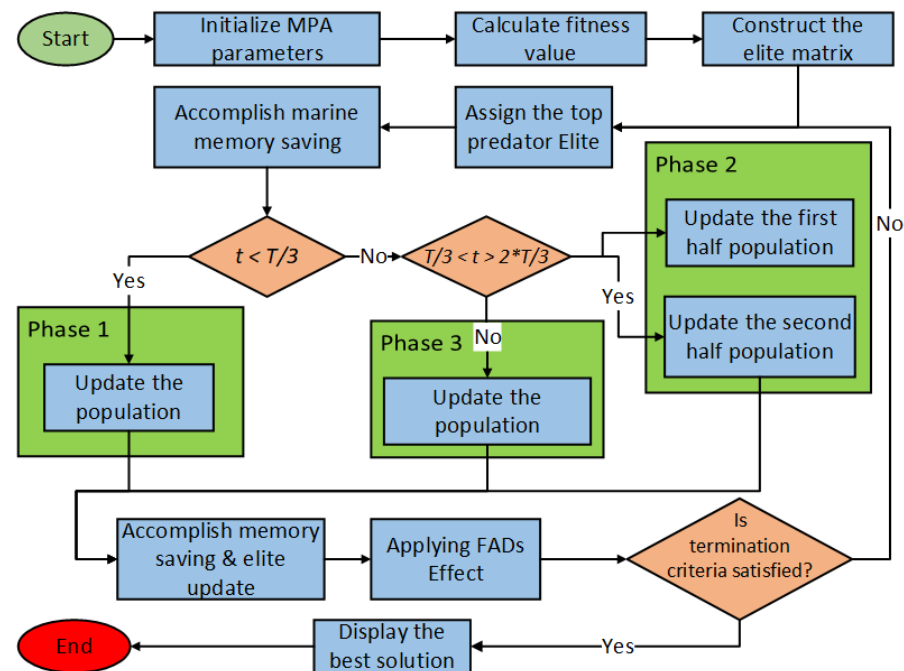 Start
Initialize MPA
parameters
Calculate fitness
value
Construct the
elite matrix
Accomplish marine
memory saving
Assign the top
predator Elite
Phase 2
Update the first
half population
No
t < T/3
No
T/3 < t > 2*T/3
Yes
Yes
Update the second
half population
Phase 1
Update the
population
Phase 3
No
Update the
population
Accomplish memory
saving & elite
update
Applying FADs
Effect
Is
termination
criteria satisfied?
Yes
Display the
best solution
End